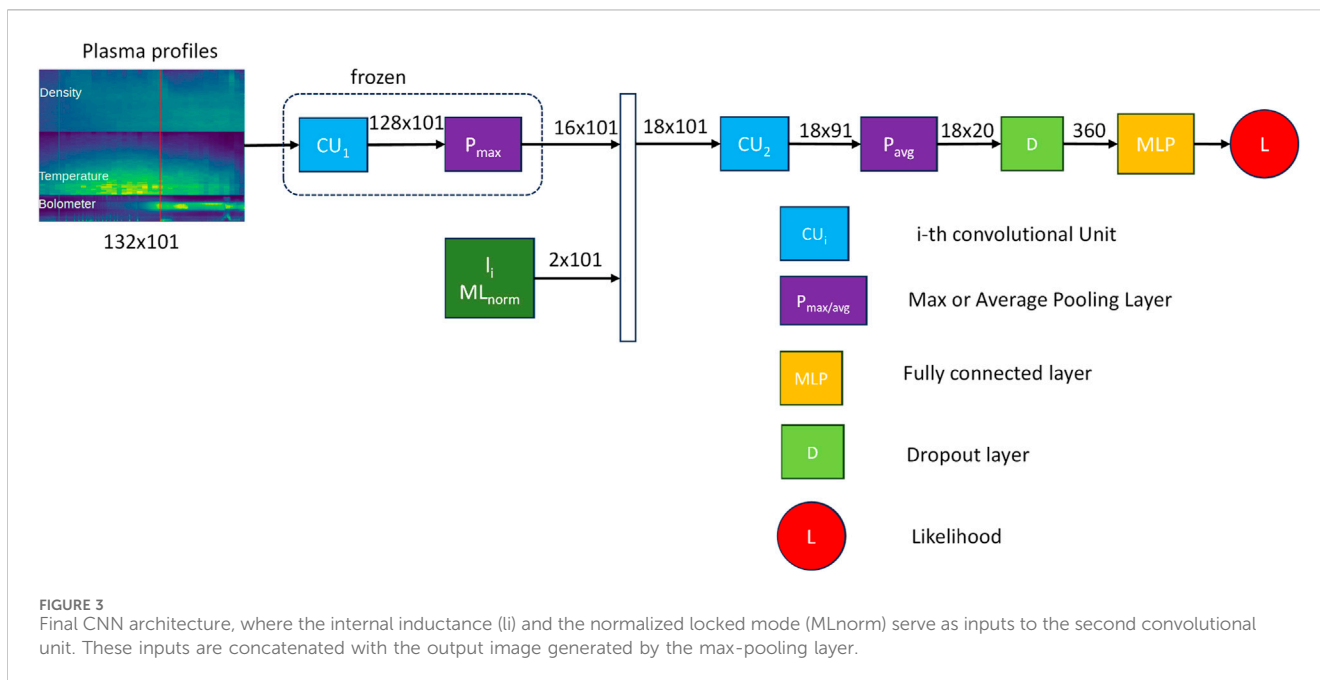 Plasma profiles
Density
Temperature
Bolometer
132x101
frozen
CU1
128x101
Pmax
16x101
li
MLnorm
2x101
18x101
CU2
18x91
Pavg
18x20
D
360
MLP
L
CUi
i-th convolutional Unit
Pmax/avg
Max or Average Pooling Layer
MLP
Fully connected layer
D
Dropout layer
L
Likelihood
FIGURE 3
Final CNN architecture, where the internal inductance (li) and the normalized locked mode (MLnorm) serve as inputs to the second convolutional
unit. These inputs are concatenated with the output image generated by the max-pooling layer.